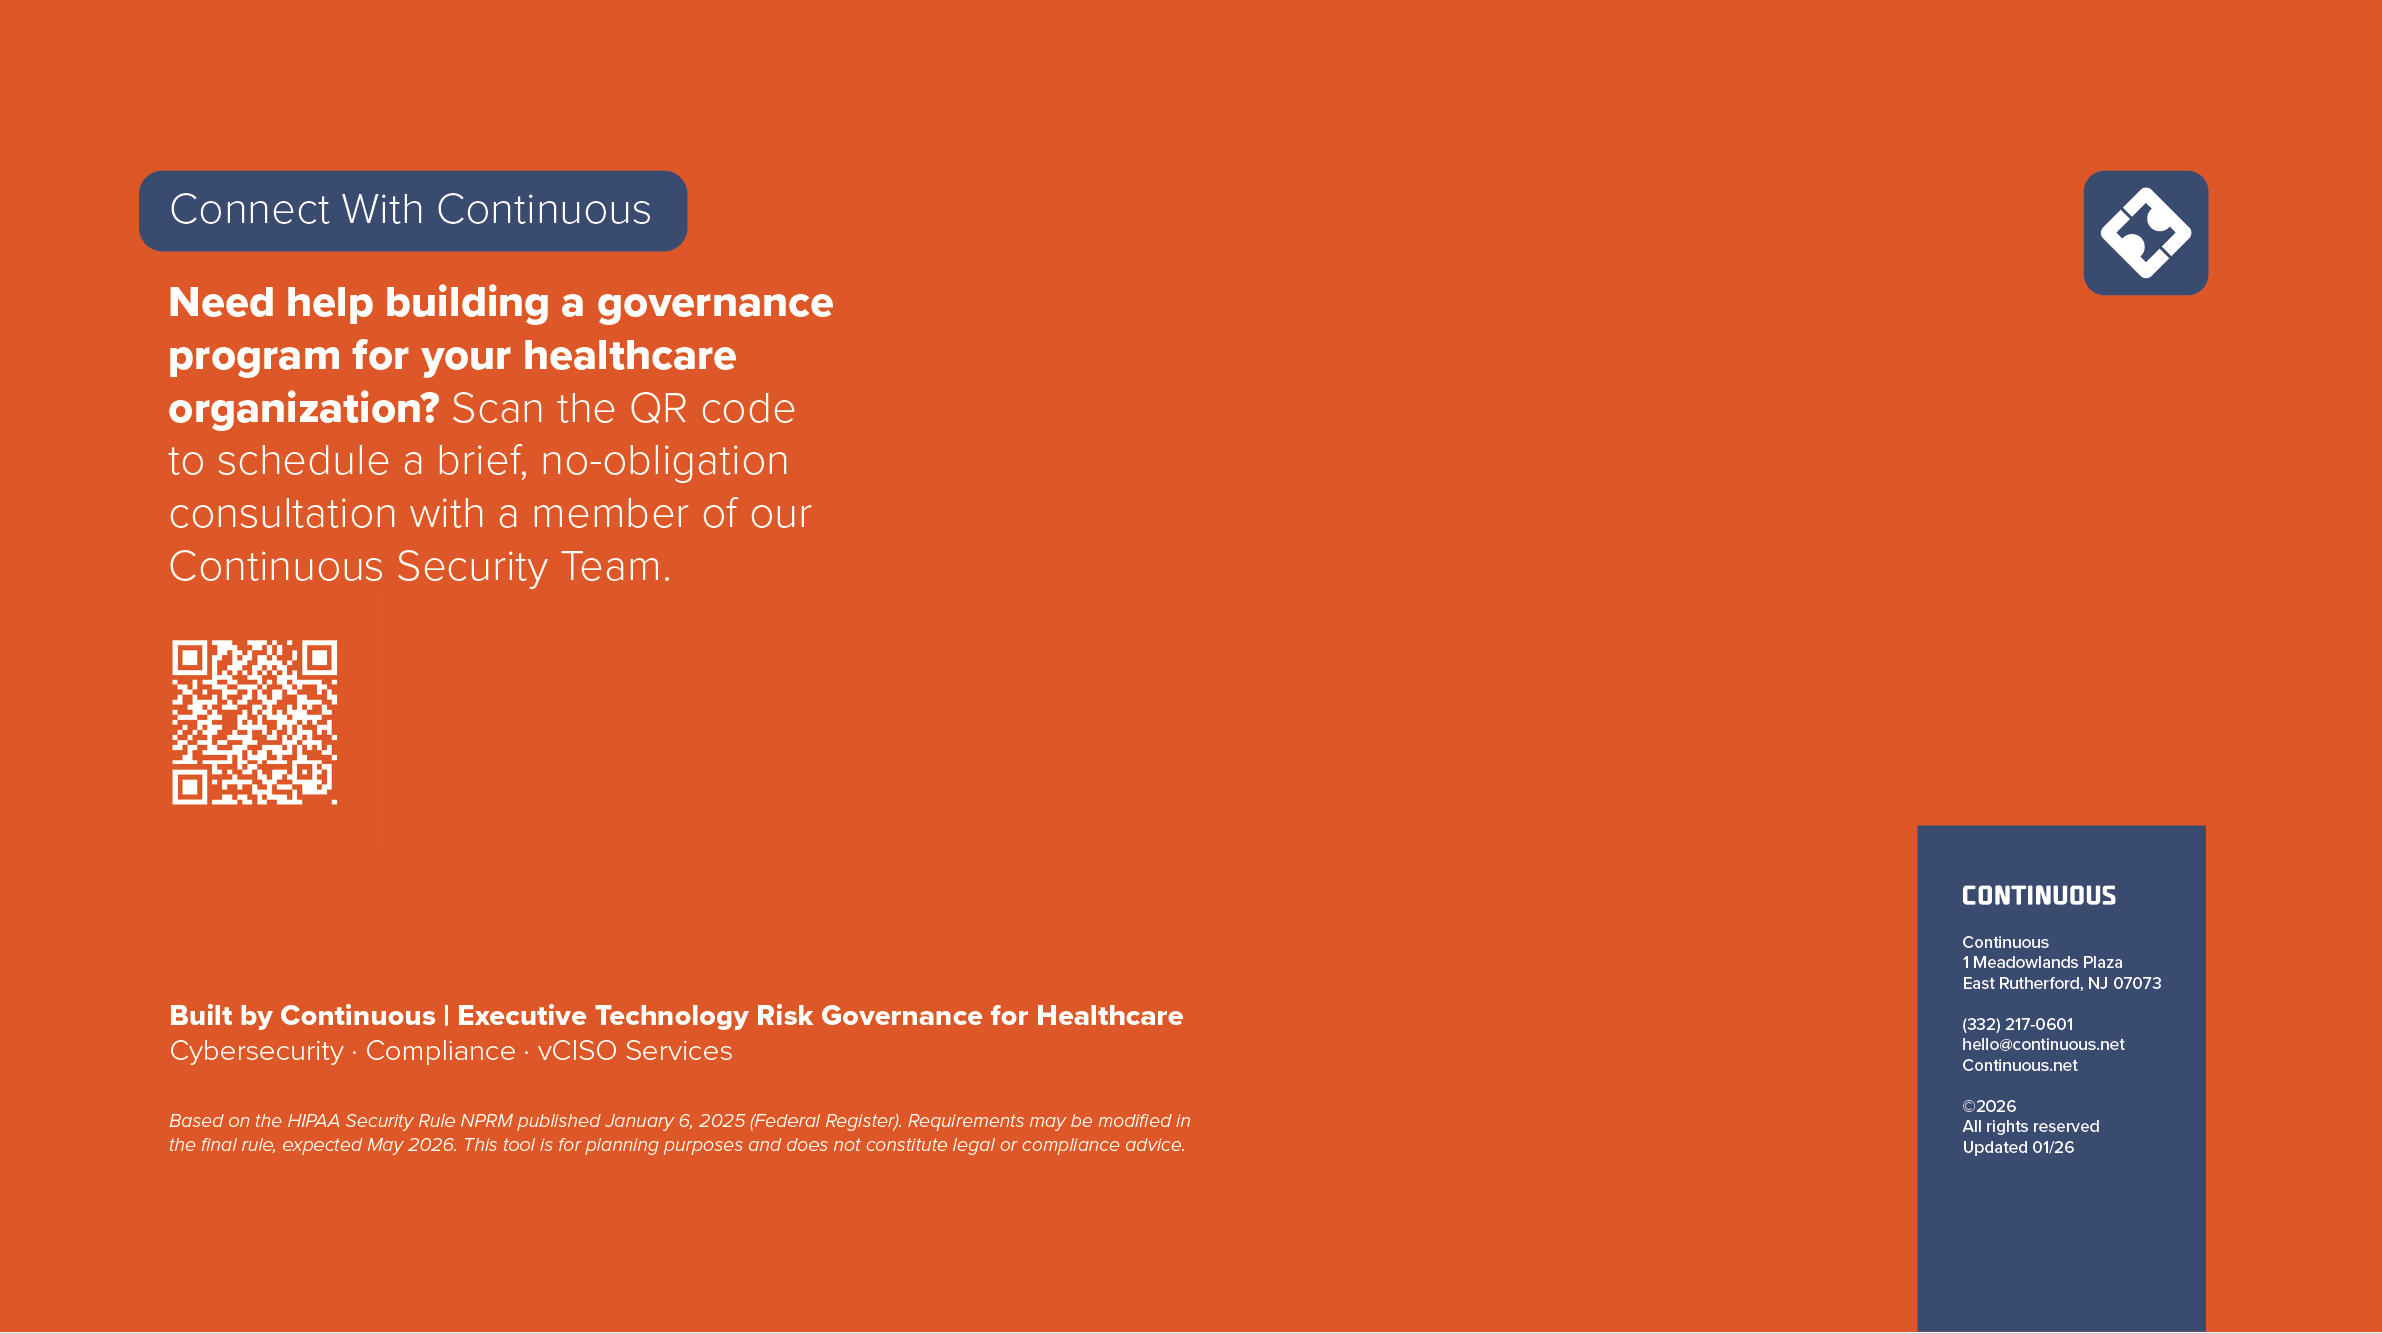 Connect With Continuous
Need help building a governance
program for your healthcare
organization? Scan the QR code
to schedule a brief, no-obligation
consultation with a member of our
Continuous Security Team.
Built by Continuous | Executive Technology Risk Governance for Healthcare
Cybersecurity · Compliance · vCISO Services
Based on the HIPAA Security Rule NPRM published January 6, 2025 (Federal Register). Requirements may be modified in
the final rule, expected May 2026. This tool is for planning purposes and does not constitute legal or compliance advice.
CONTINUOUS
Continuous
1 Meadowlands Plaza
East Rutherford, NJ 07073
(332) 217-0601
hello@continuous.net
Continuous.net
©2026
All rights reserved
Updated 01/26